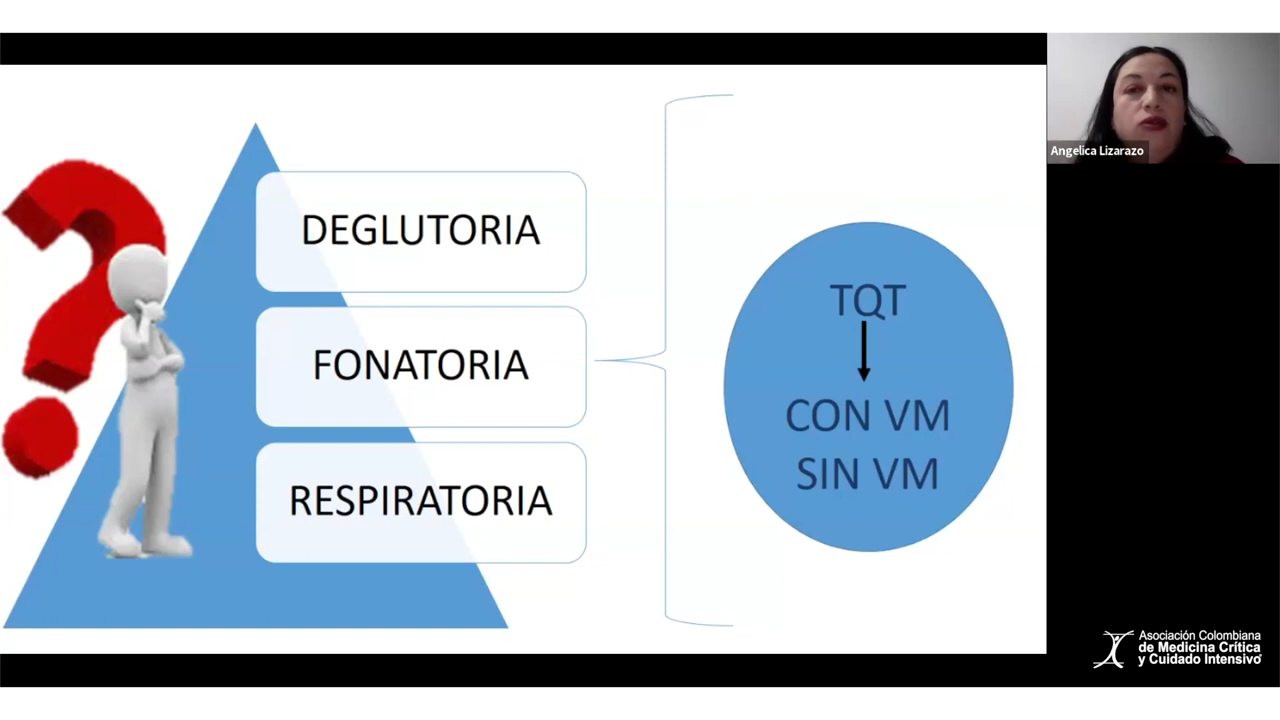 DEGLUTORIA
FONATORIA
RESPIRATORIA
TQT
CON VM
SIN VM
Angelica Lizarazo
Asociación Colombiana
de Medicina Crítica
y Cuidado Intensivo